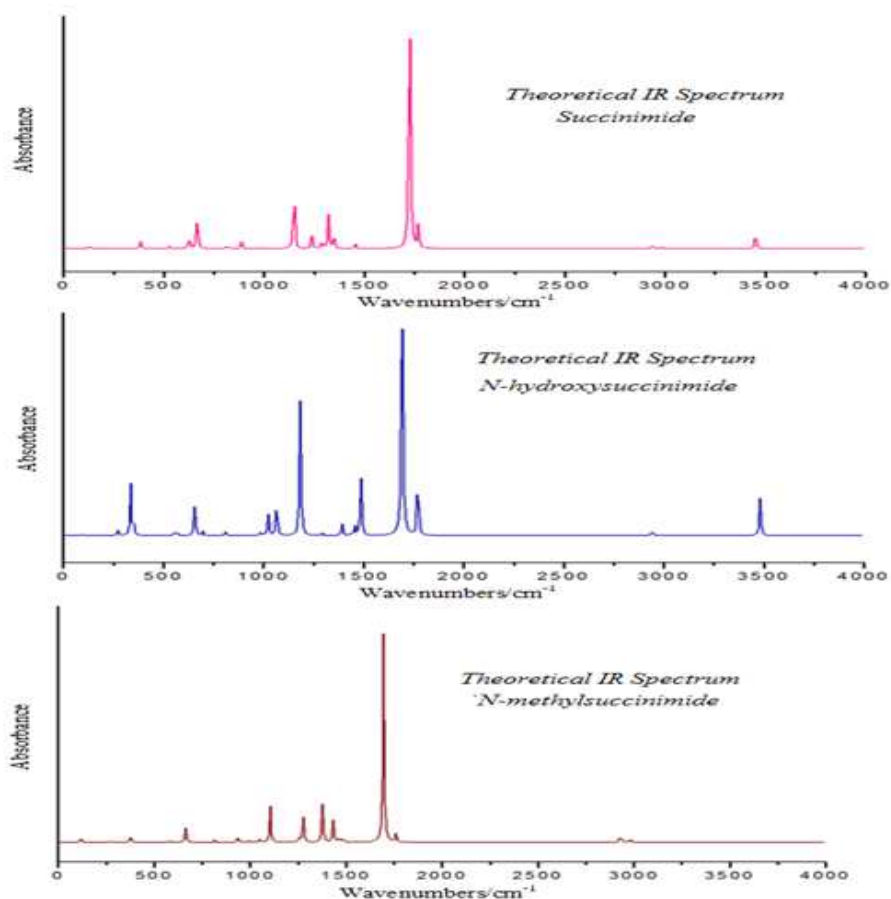 Theoretical IR Spectrum
Succinimide
Absorbance
0 500 1000 1500 2000 2500 3000 3500 4000
Wavenumbers/cm-1
Theoretical IR Spectrum
N-hydroxysuccinimide
Absorbance
0 500 1000 1500 2000 2500 3000 3500 4000
Wavenumbers/cm-1
Theoretical IR Spectrum
N-methylsuccinimide
Absorbance
0 500 1000 1500 2000 2500 3000 3500 4000
Wavenumbers/cm-1